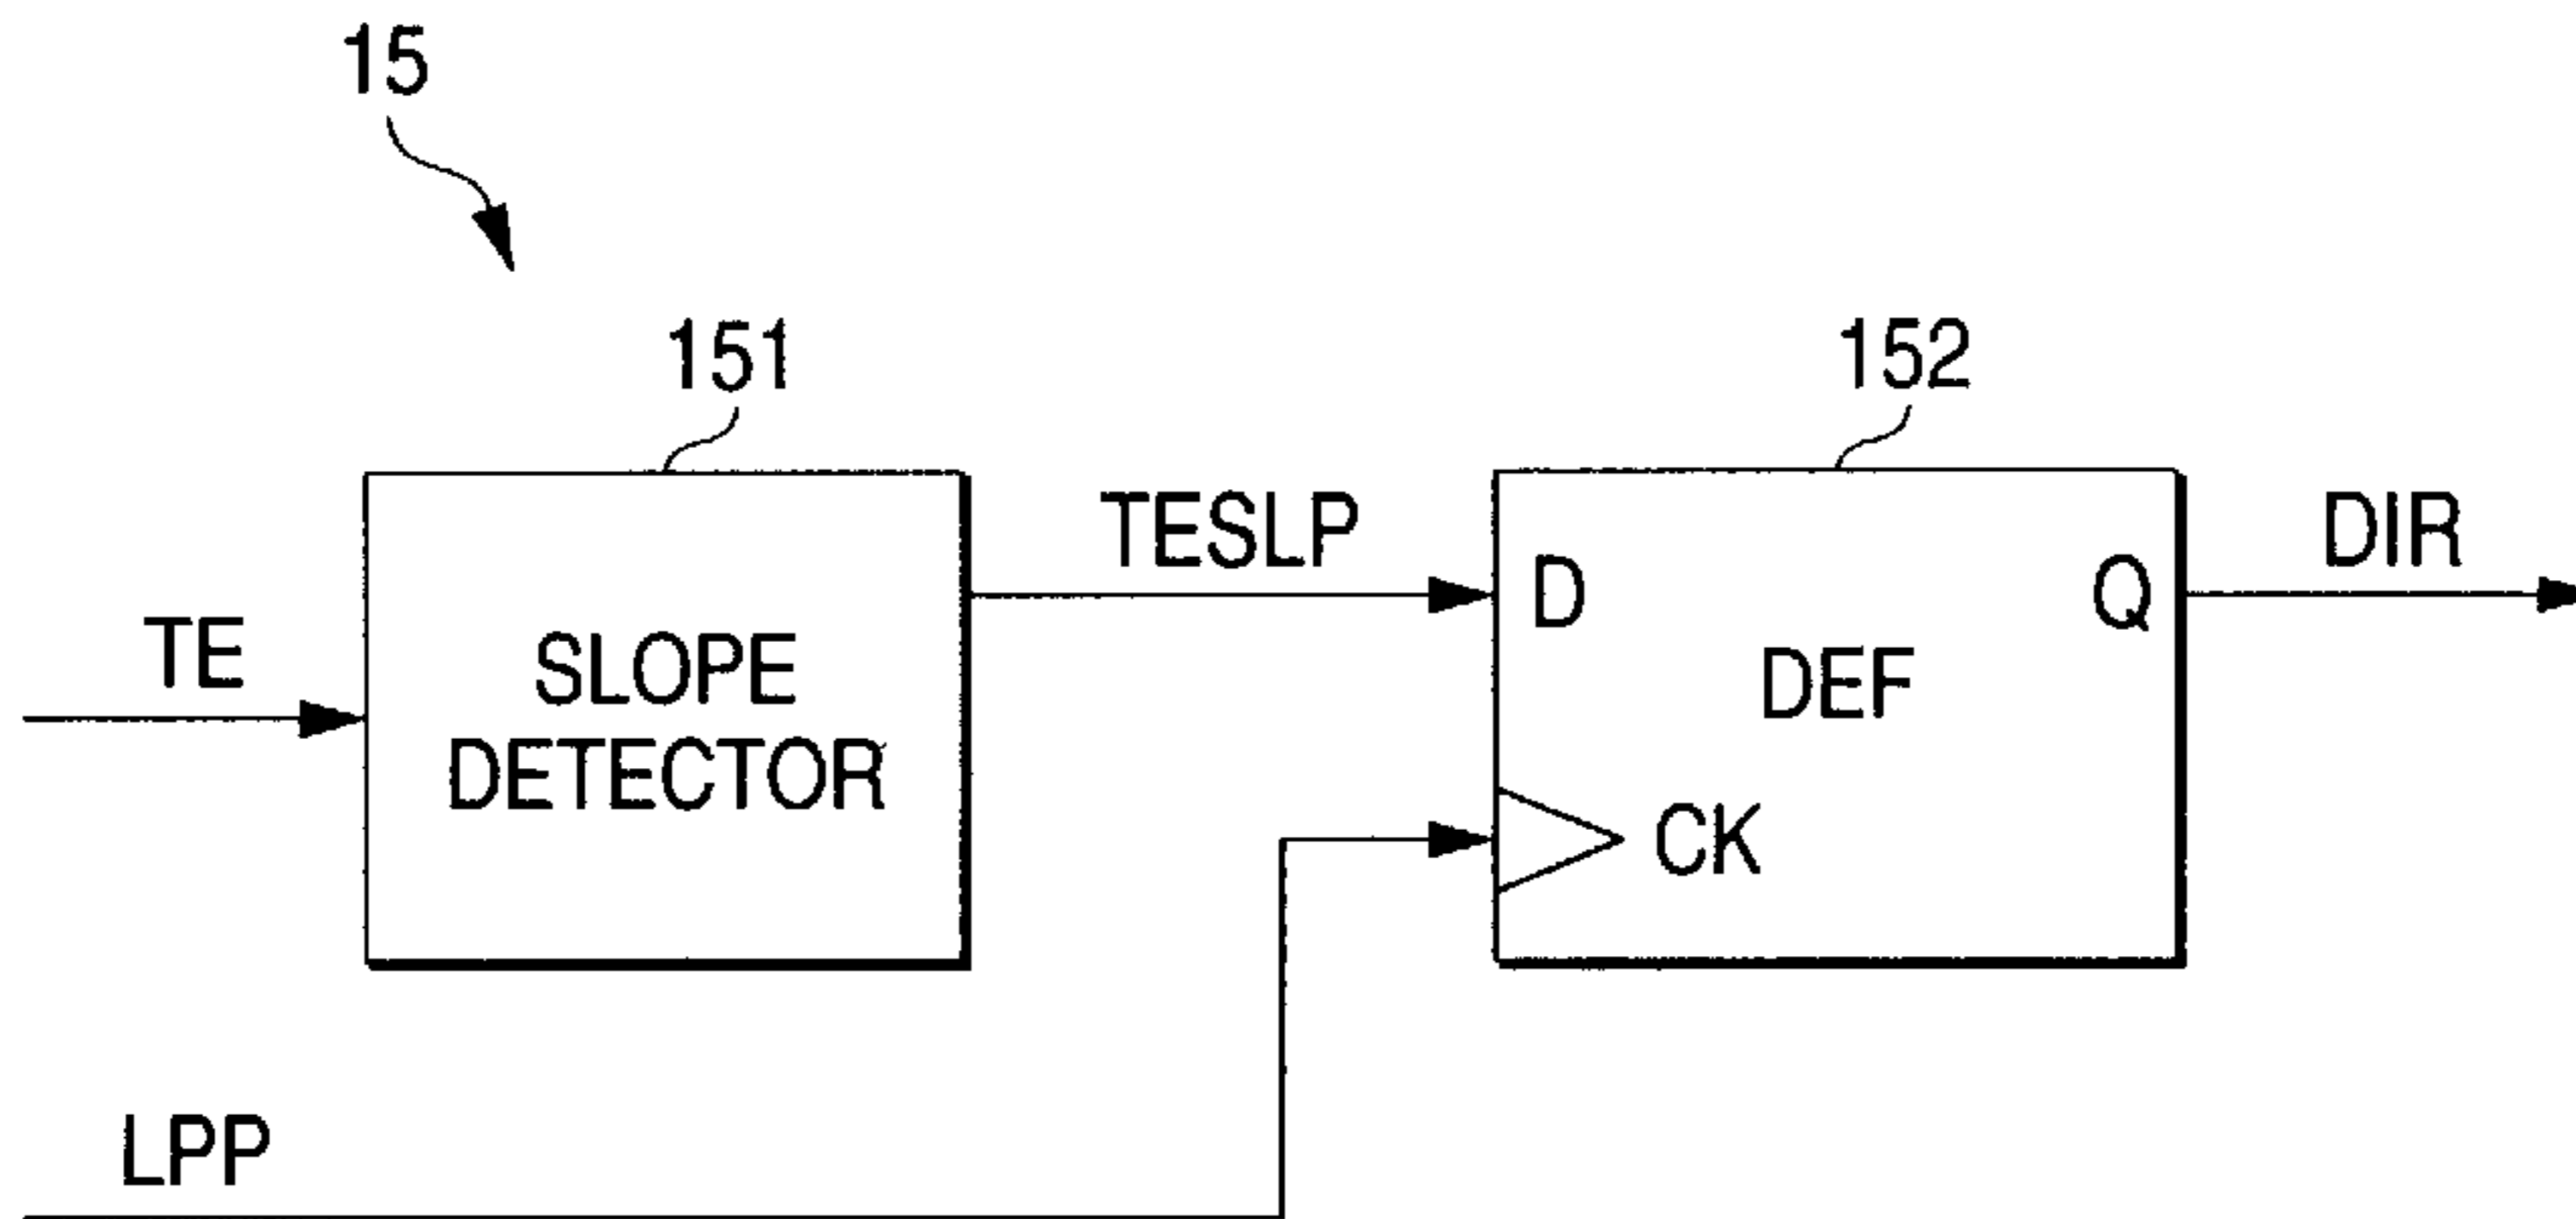 15
151
152
TESLP
DIR
TE
D
Q
SLOPE
DETECTOR
DEF
CK
LPP